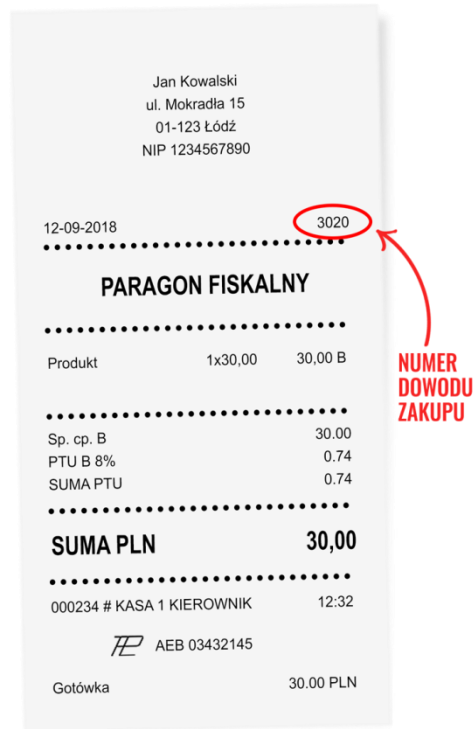 Jan Kowalski
ul. Mokradła 15
01-123 Łódź
NIP 1234567890
12-09-2018 3020
PARAGON FISKALNY
Produkt 1x30,00 30,00 B
NUMER
DOWODU
ZAKUPU
Sp. cp. B 30.00
PTU B 8% 0.74
SUMA PTU 0.74
SUMA PLN 30,00
000234 # KASA 1 KIEROWNIK 12:32
AEB 03432145
Gotówka 30.00 PLN